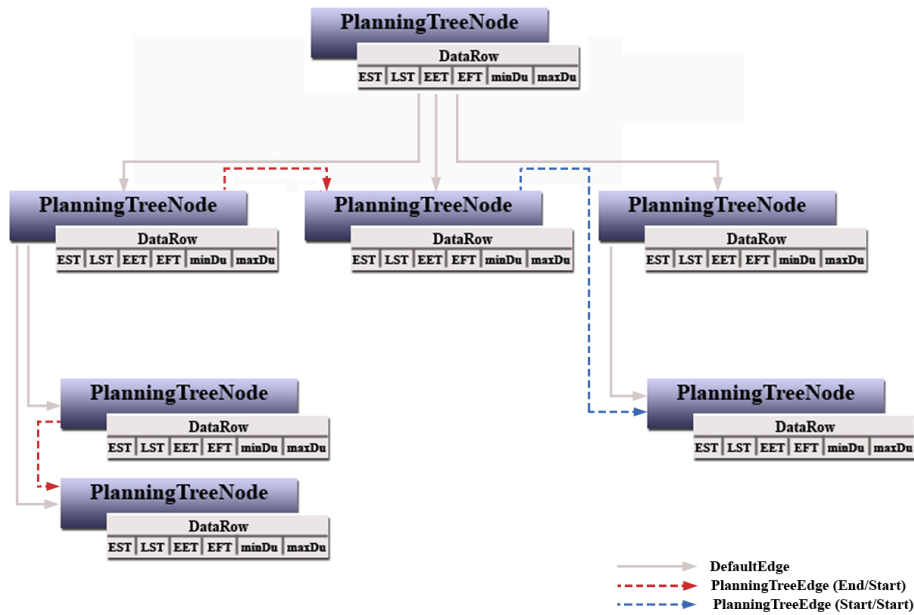 PlanningTreeNode
DataRow
EST LST EET EFT minDu maxDu
PlanningTreeNode PlanningTreeNode PlanningTreeNode
DataRow DataRow DataRow
EST LST EET EFT minDu maxDu EST LST EET EFT minDu maxDu EST LST EET EFT minDu maxDu
PlanningTreeNode PlanningTreeNode
DataRow DataRow
EST LST EET EFT minDu maxDu EST LST EET EFT minDu maxDu
PlanningTreeNode
DataRow
EST LST EET EFT minDu maxDu
DefaultEdge
PlanningTreeEdge (End/Start)
PlanningTreeEdge (Start/Start)